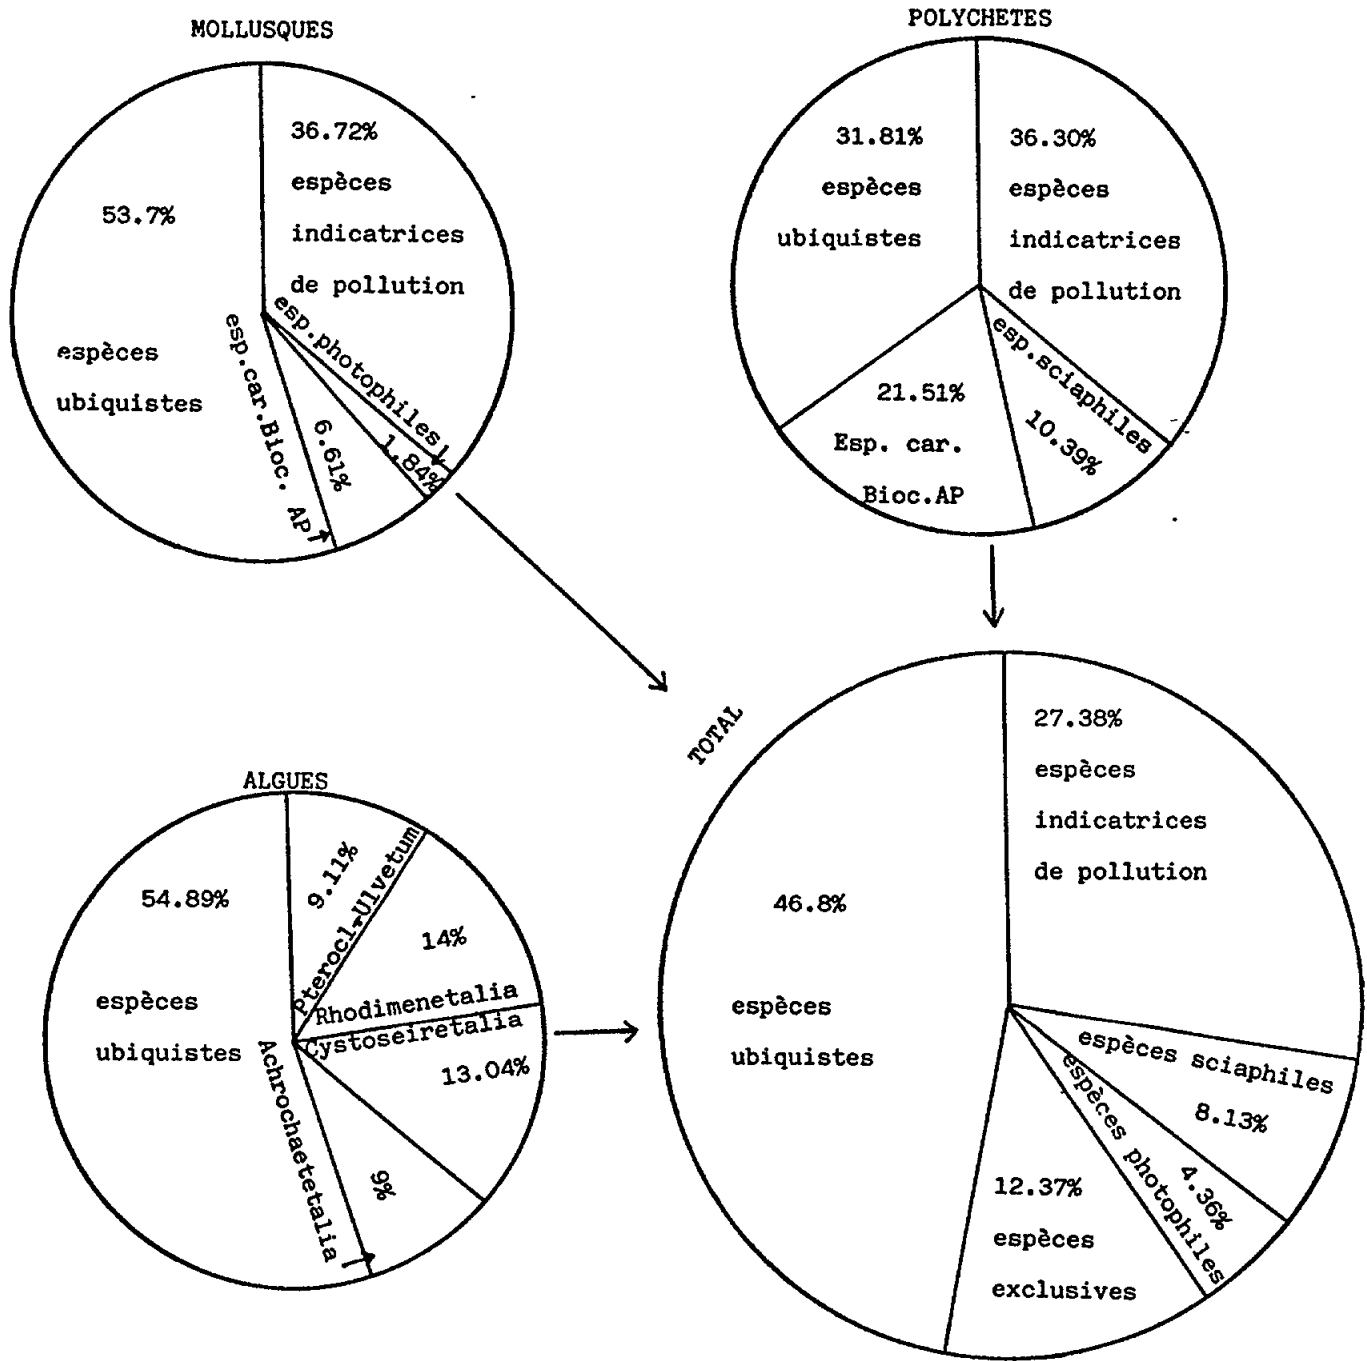 MOLLUSQUES
36.72%
espèces
indicatrices
de pollution
53.7%
espèces
ubiquistes
esp.photophiles
1.84%
6.61%
esp.car.Bioc. AP
POLYCHETES
31.81%
espèces
ubiquistes
36.30%
espèces
indicatrices
de pollution
esp.sciaphiles
10.39%
21.51%
Esp. car.
Bioc.AP
ALGUES
9.11%
Pterocl-Ulvetum
14%
Rhodimenetalia
Cystoseiretalia
13.04%
9%
Achrochaetetalia
54.89%
espèces
ubiquistes
TOTAL
27.38%
espèces
indicatrices
de pollution
espèces sciaphiles
8.13%
espèces photophiles
4.36%
12.37%
espèces
exclusives
46.8%
espèces
ubiquistes